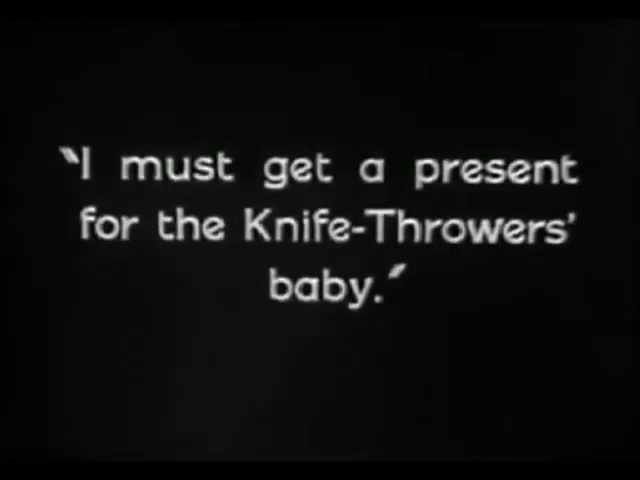 "I must get a present
for the Knife-Throwers'
baby."